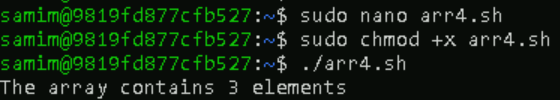 samim@9819fd877cfb527:~$ sudo nano arr4.sh
samim@9819fd877cfb527:~$ sudo chmod +x arr4.sh
samim@9819fd877cfb527:~$ ./arr4.sh
The array contains 3 elements